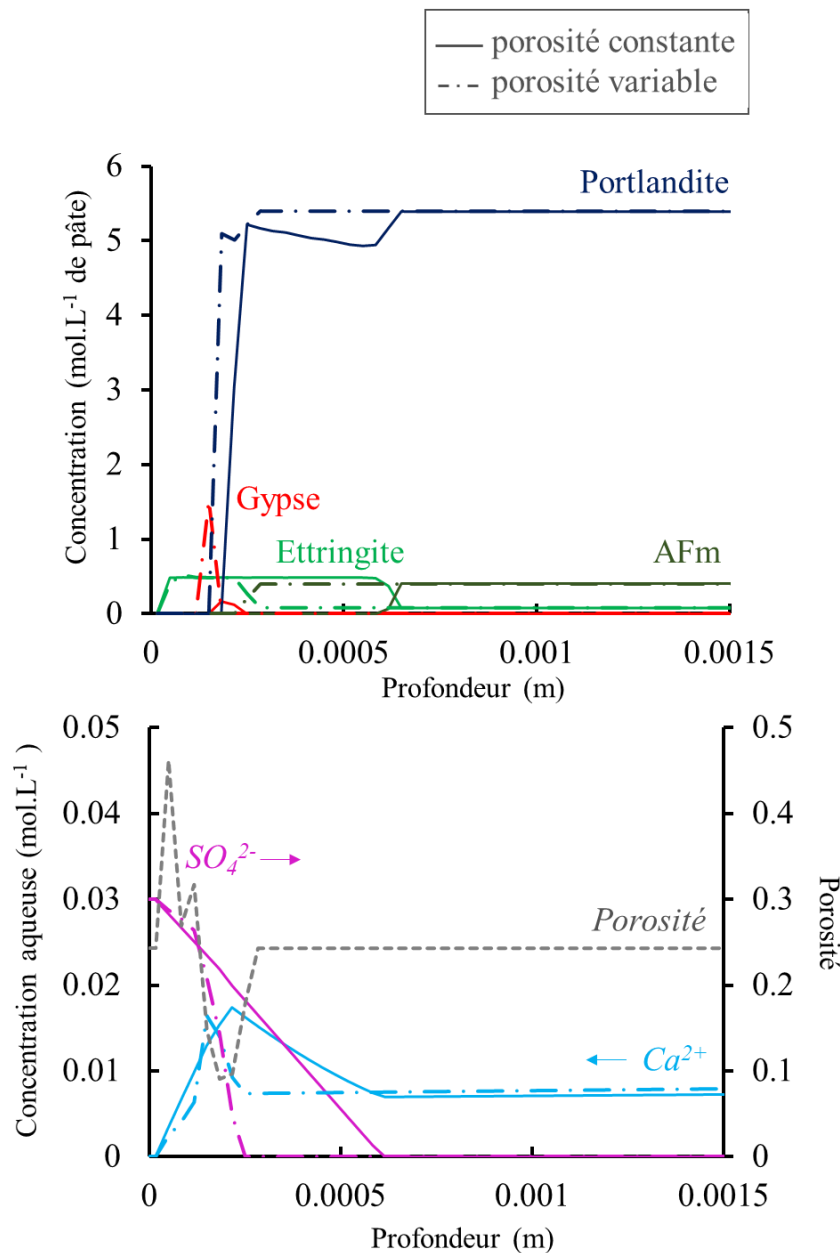 porosité constante
porosité variable
Concentration (mol.L⁻¹ de pâte)
6
5
4
3
2
1
0
Portlandite
Gypse
Ettringite
AFm
0
0.0005
0.001
0.0015
Profondeur (m)
Concentration aqueuse (mol.L⁻¹)
0.05
0.04
0.03
0.02
0.01
0
SO₄²⁻
Porosité
Ca²⁺
0.5
0.4
0.3
0.2
0.1
0
Porosité
0
0.0005
0.001
0.0015
Profondeur (m)